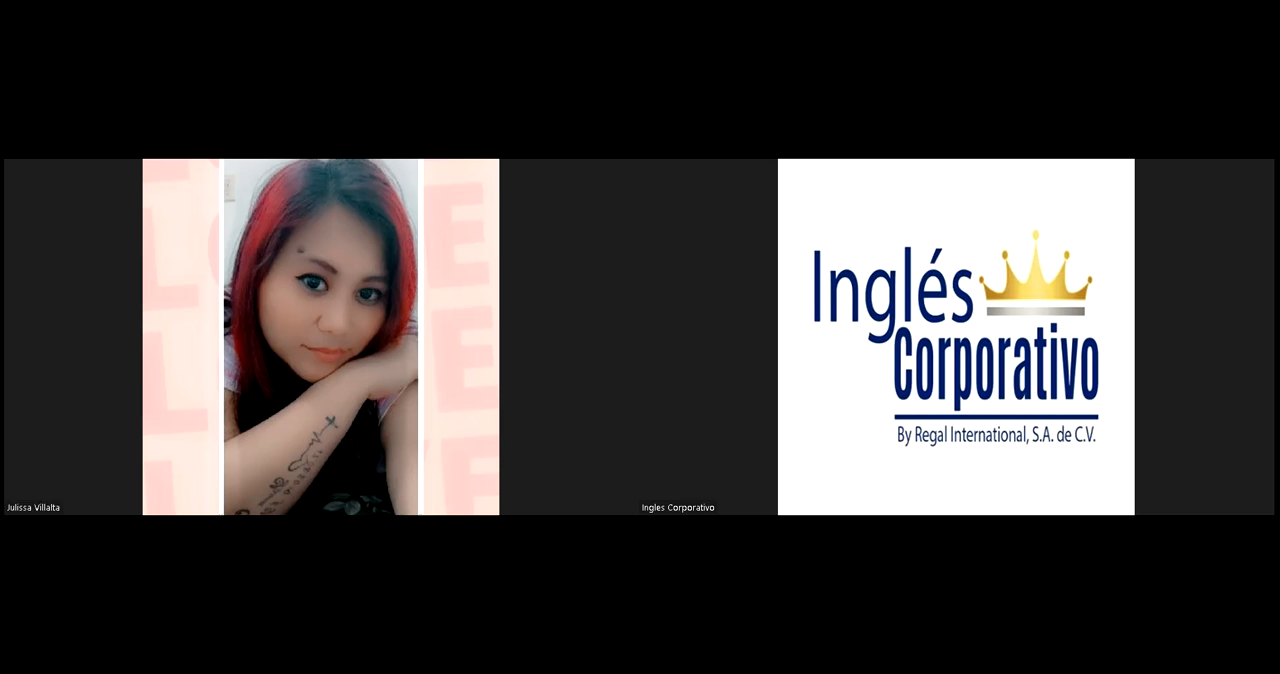 Julissa Villalta
Inglés
Corporativo
By Regal International, S.A. de C.V.
Ingles Corporativo